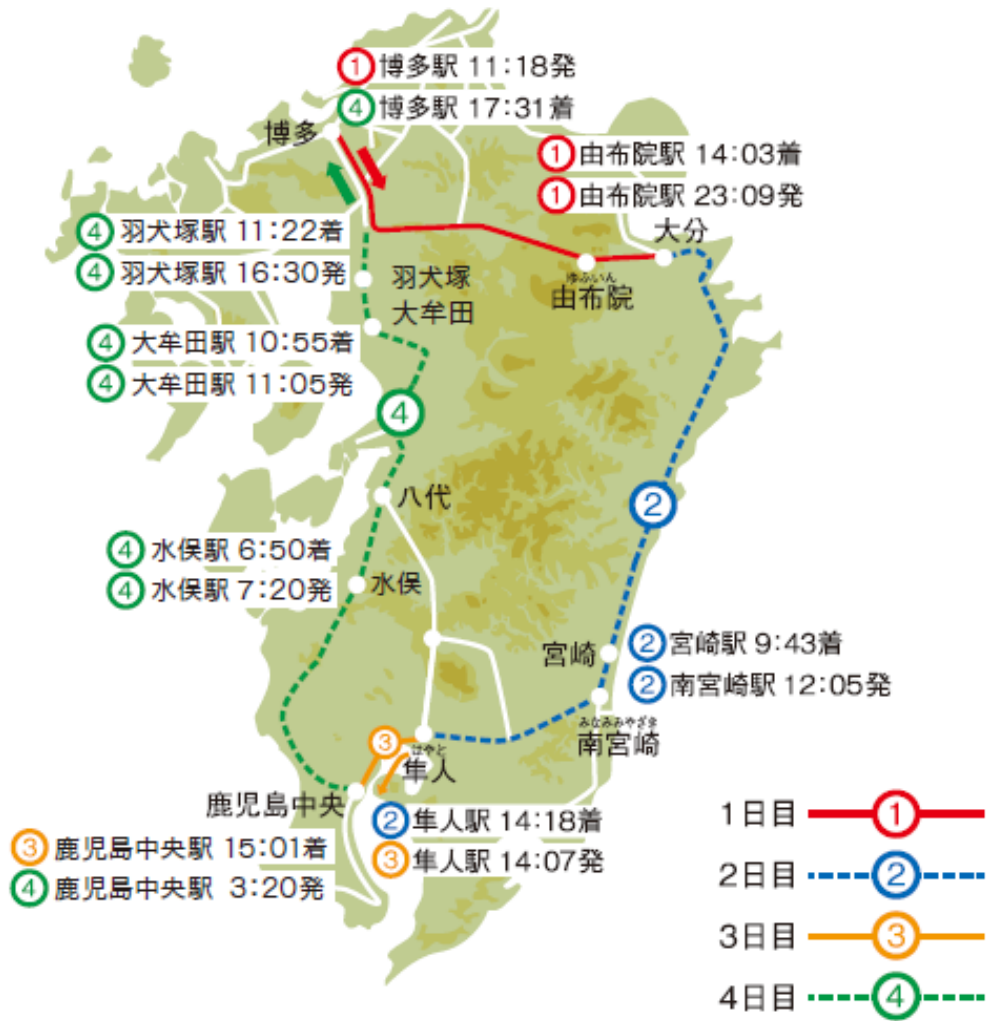 ① 博多駅 11:18発
④ 博多駅 17:31着
博多
① 由布院駅 14:03着
① 由布院駅 23:09発
大分
ゆふいん
由布院
④ 羽犬塚駅 11:22着
④ 羽犬塚駅 16:30発
羽犬塚
大牟田
④ 大牟田駅 10:55着
④ 大牟田駅 11:05発
④
八代
②
④ 水俣駅 6:50着
④ 水俣駅 7:20発
水俣
宮崎
② 宮崎駅 9:43着
② 南宮崎駅 12:05発
みなみみやざき
南宮崎
③
はやと
隼人
鹿児島中央
② 隼人駅 14:18着
③ 隼人駅 14:07発
③ 鹿児島中央駅 15:01着
④ 鹿児島中央駅 3:20発
1日目 ①
2日目 ②
3日目 ③
4日目 ④